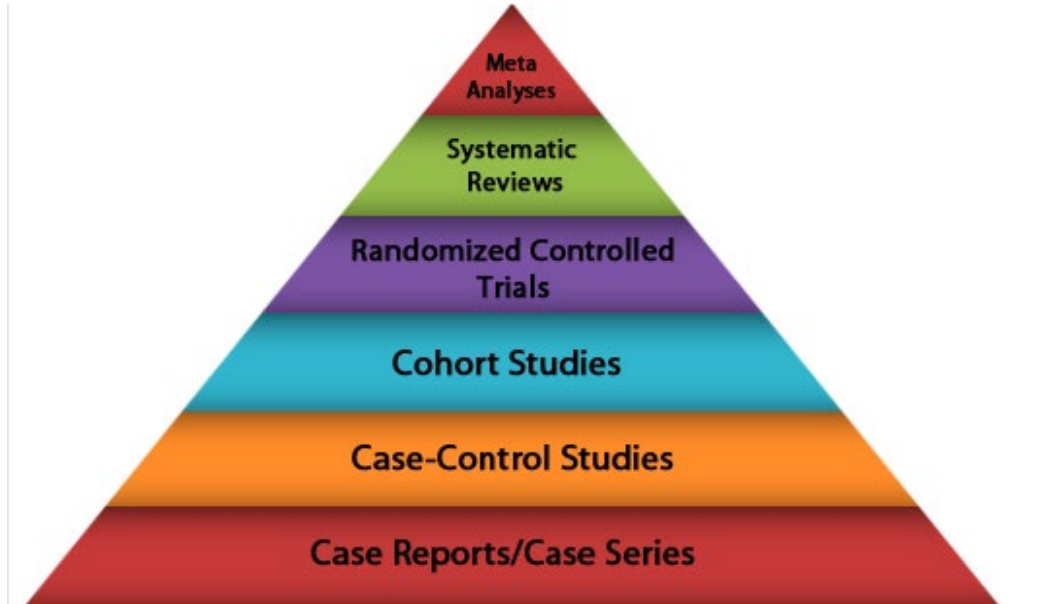 Meta
Analyses
Systematic
Reviews
Randomized Controlled
Trials
Cohort Studies
Case-Control Studies
Case Reports/Case Series